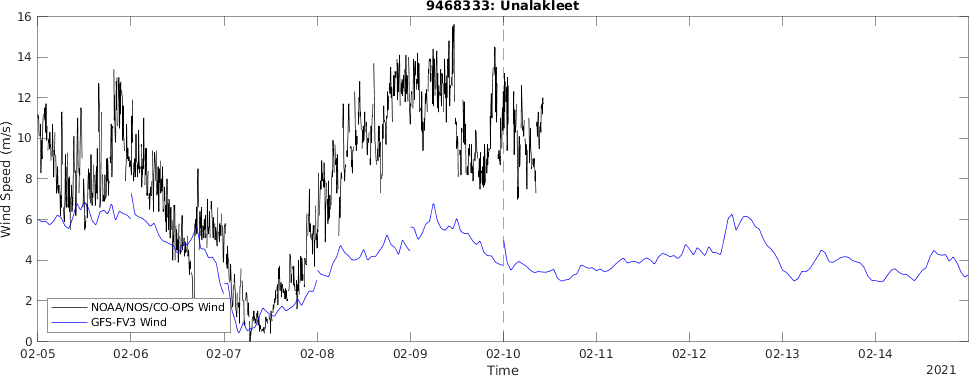 9468333: Unalakleet
16
14
12
10
8
6
4
2
0
Wind Speed (m/s)
NOAA/NOS/CO-OPS Wind
GFS-FV3 Wind
02-05 02-06 02-07 02-08 02-09 02-10 02-11 02-12 02-13 02-14
Time
2021